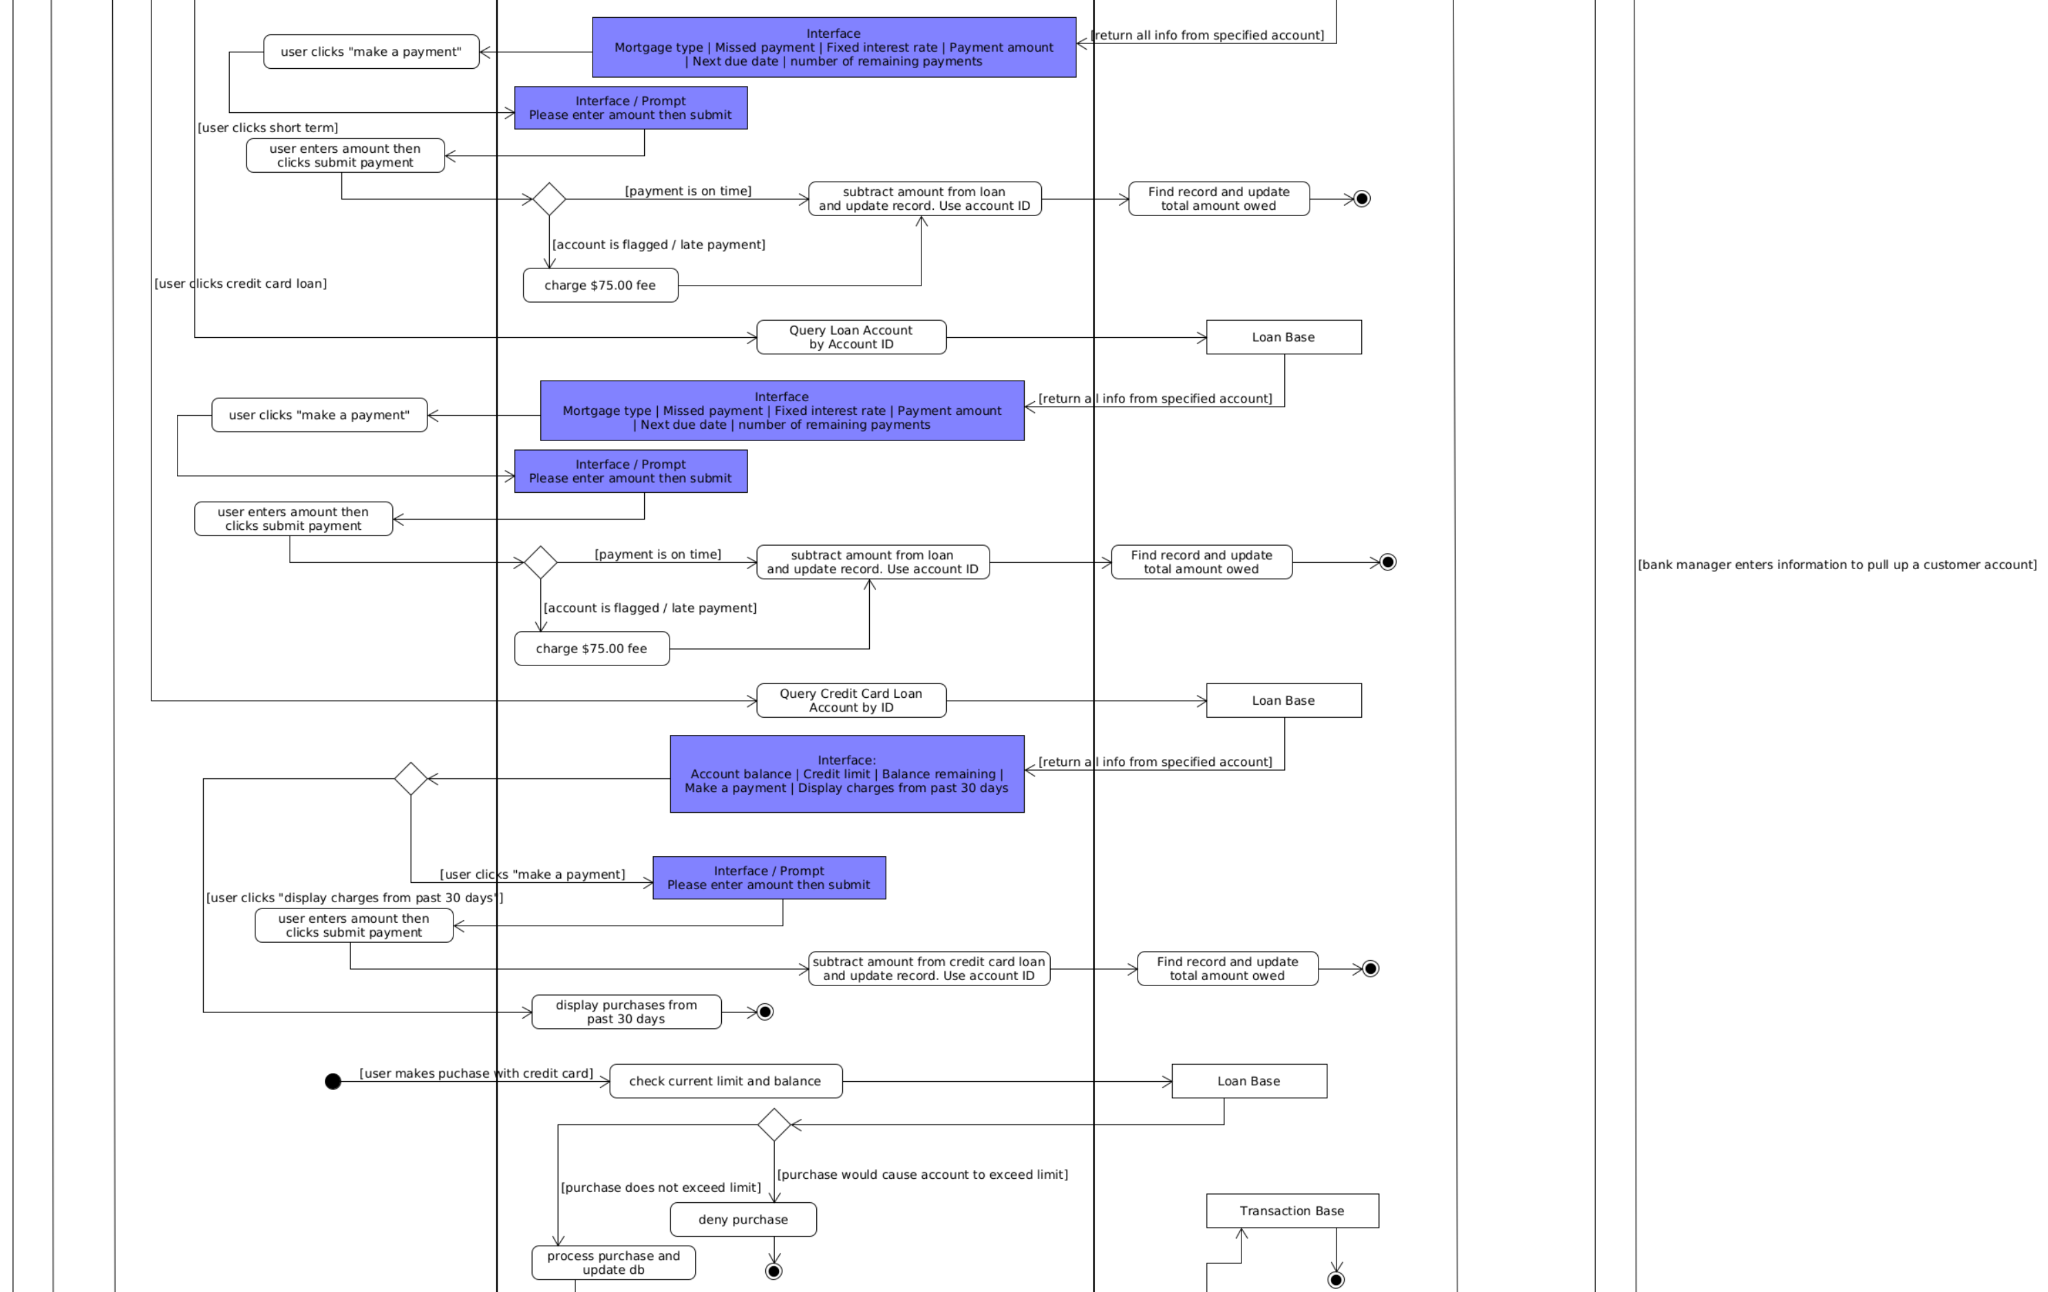 Interface
Mortgage type | Missed payment | Fixed interest rate | Payment amount
| Next due date | number of remaining payments
[return all info from specified account]
user clicks "make a payment"
Interface / Prompt
Please enter amount then submit
[user clicks short term]
user enters amount then
clicks submit payment
[payment is on time]
subtract amount from loan
and update record. Use account ID
Find record and update
total amount owed
[account is flagged / late payment]
charge $75.00 fee
[user clicks credit card loan]
Query Loan Account
by Account ID
Loan Base
[return all info from specified account]
Interface
Mortgage type | Missed payment | Fixed interest rate | Payment amount
| Next due date | number of remaining payments
user clicks "make a payment"
Interface / Prompt
Please enter amount then submit
user enters amount then
clicks submit payment
[payment is on time]
subtract amount from loan
and update record. Use account ID
Find record and update
total amount owed
[bank manager enters information to pull up a customer account]
[account is flagged / late payment]
charge $75.00 fee
Query Credit Card Loan
Account by ID
Loan Base
[return all info from specified account]
Interface:
Account balance | Credit limit | Balance remaining |
Make a payment | Display charges from past 30 days
[user clicks "make a payment]
Interface / Prompt
Please enter amount then submit
[user clicks "display charges from past 30 days"]
user enters amount then
clicks submit payment
subtract amount from credit card loan
and update record. Use account ID
Find record and update
total amount owed
display purchases from
past 30 days
[user makes puchase with credit card]
check current limit and balance
Loan Base
[purchase would cause account to exceed limit]
[purchase does not exceed limit]
deny purchase
Transaction Base
process purchase and
update db